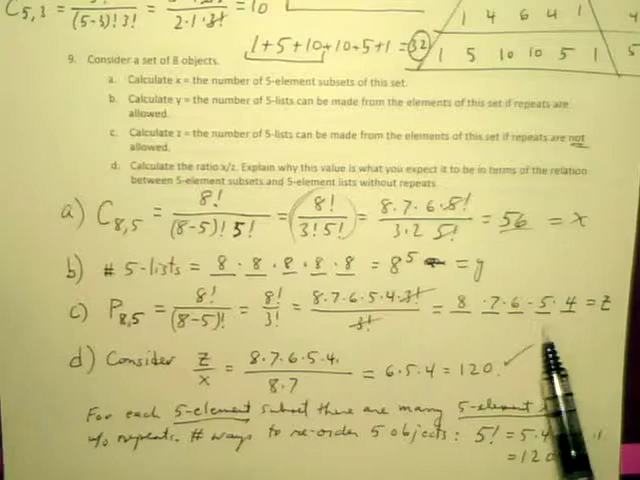 C5,3 = / (5-3)! 3! = / 2·1·3! = 10
1 4 6 4 1
1+5+10+10+5+1 = 32
1 5 10 10 5 1
9. Consider a set of 8 objects.
a. Calculate x = the number of 5-element subsets of this set.
b. Calculate y = the number of 5-lists can be made from the elements of this set if repeats are
allowed.
c. Calculate z = the number of 5-lists can be made from the elements of this set if repeats are not
allowed.
d. Calculate the ratio x/z. Explain why this value is what you expect it to be in terms of the relation
between 5-element subsets and 5-element lists without repeats.
a) C8,5 = 8! / (8-5)! 5! = (8! / 3! 5!) = 8·7·6·5! / 3·2 5! = 56 = x
b) # 5-lists = 8 · 8 · 8 · 8 · 8 = 8^5 = y
c) P8,5 = 8! / (8-5)! = 8! / 3! = 8·7·6·5·4·3! / 3! = 8 · 7 · 6 · 5 · 4 = z
d) Consider z / x = 8·7·6·5·4 / 8·7 = 6·5·4 = 120. ✓
For each 5-element subset there are many 5-element
w/o repeats. # ways to re-order 5 objects: 5! = 5·4 ·1
= 120